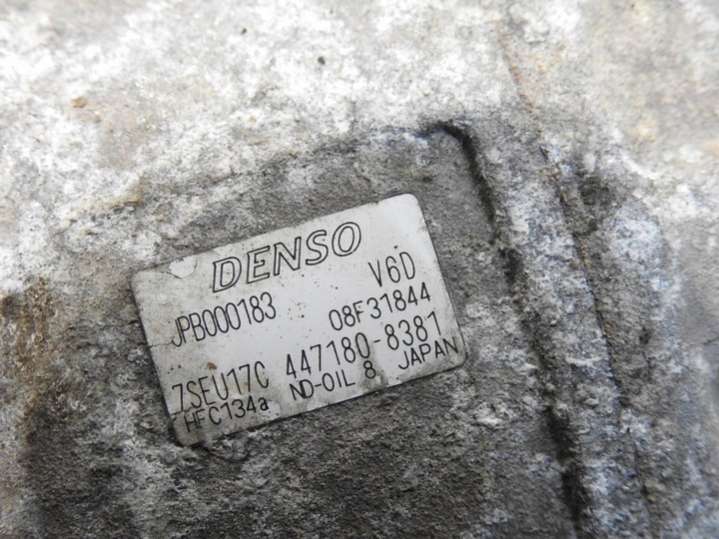 DENSO
JPB000183 V6D
08F31844
7SEU17C 447180-8381
HFC134a ND-OIL 8 JAPAN